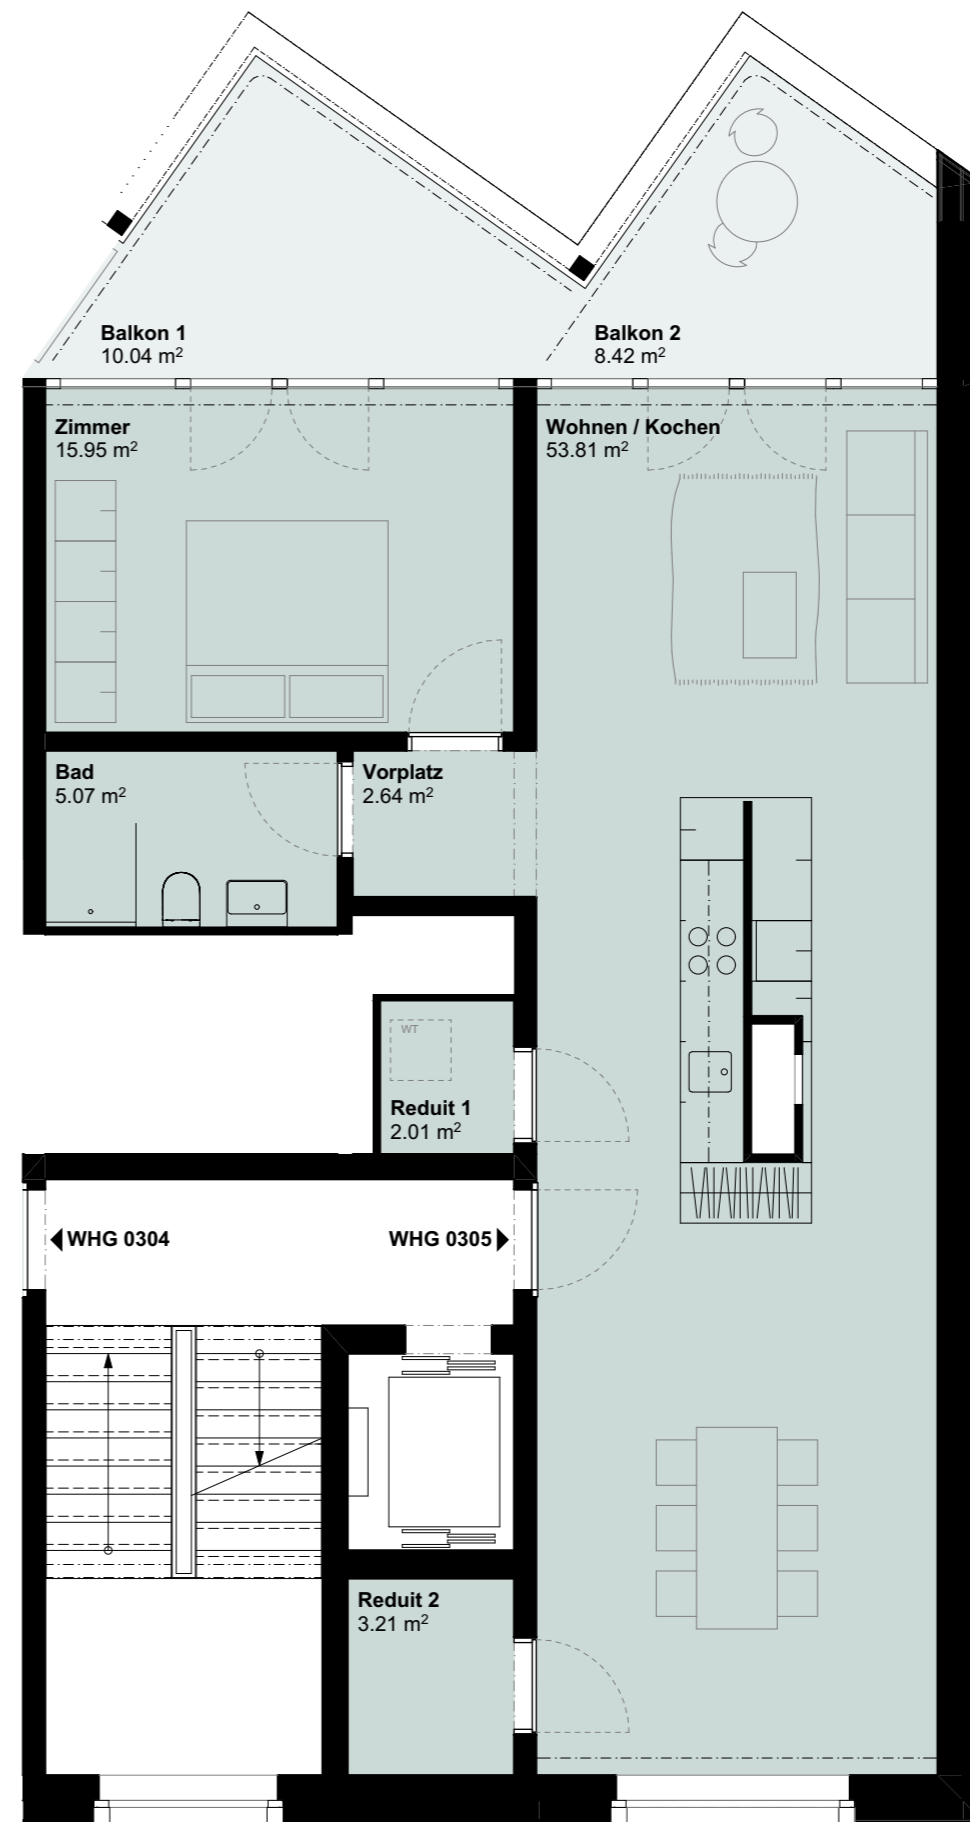 Balkon 1
10.04 m²
Balkon 2
8.42 m²
Zimmer
15.95 m²
Wohnen / Kochen
53.81 m²
Bad
5.07 m²
Vorplatz
2.64 m²
WT
Reduit 1
2.01 m²
WHG 0304
WHG 0305
Reduit 2
3.21 m²